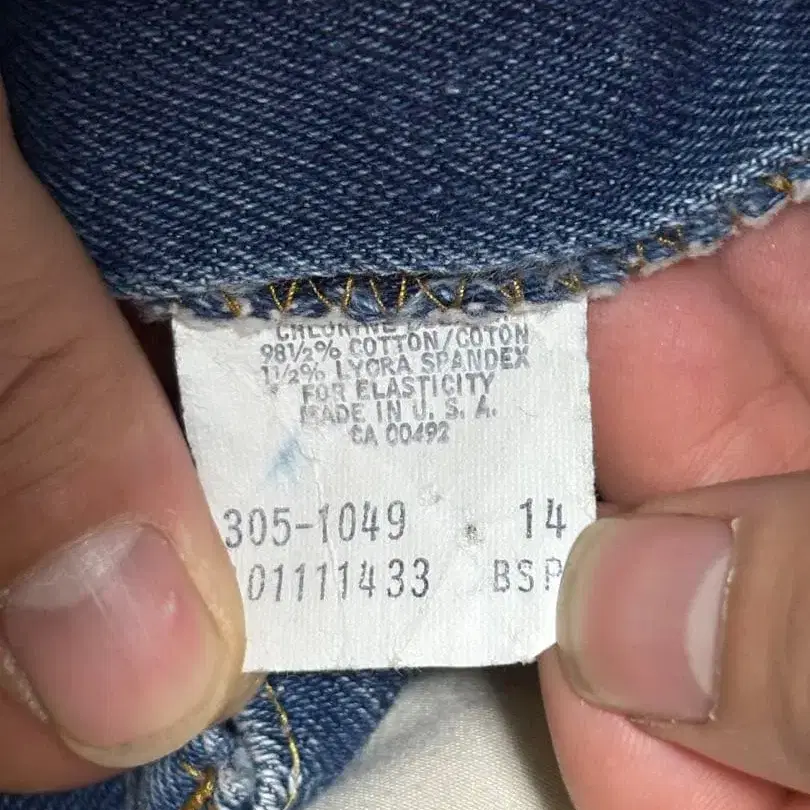 98½% COTTON/COTON
1½% LYCRA SPANDEX
FOR ELASTICITY
MADE IN U.S.A.
CA 00492
305-1049 14
01111433 BSP